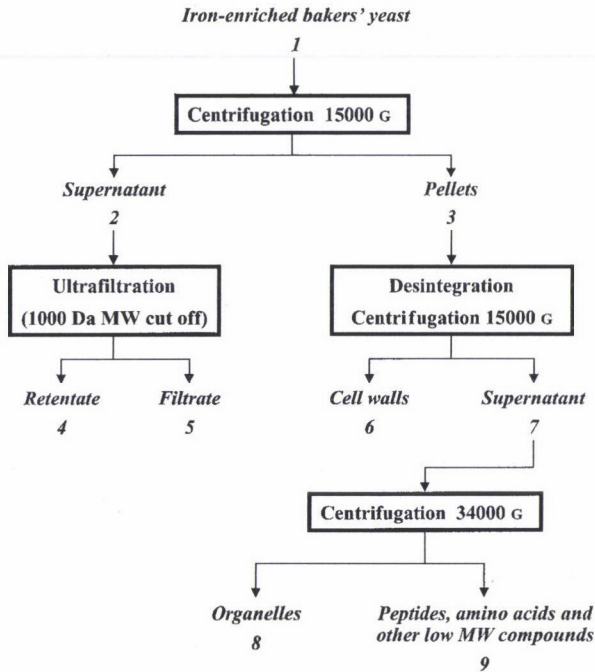 Iron-enriched bakers' yeast
1
Centrifugation 15000 G
Supernatant
2
Pellets
3
Ultrafiltration
(1000 Da MW cut off)
Desintegration
Centrifugation 15000 G
Retentate
4
Filtrate
5
Cell walls
6
Supernatant
7
Centrifugation 34000 G
Organelles
8
Peptides, amino acids and
other low MW compounds
9